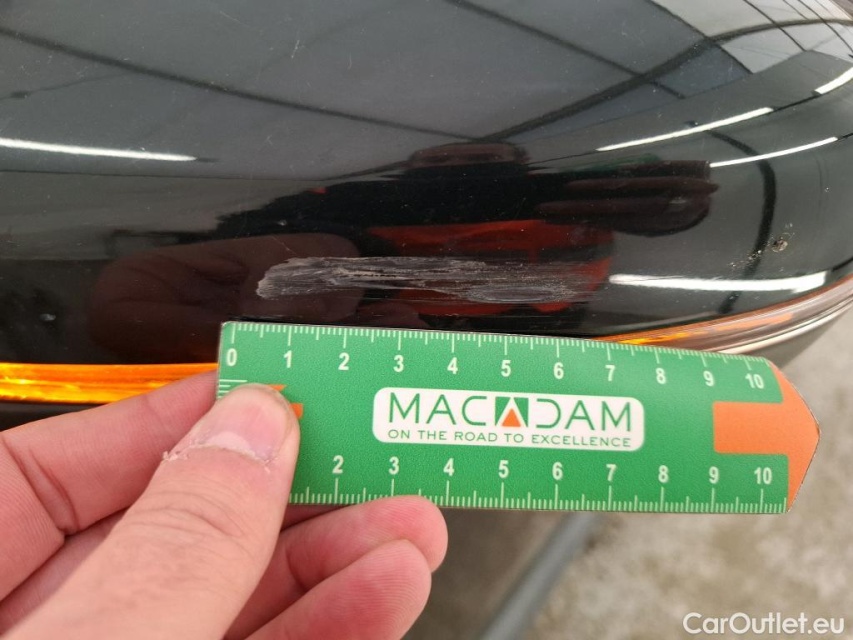 0 1 2 3 4 5 6 7 8 9 10
MACADAM
ON THE ROAD TO EXCELLENCE
2 3 4 5 6 7 8 9 10
CarOutlet.eu